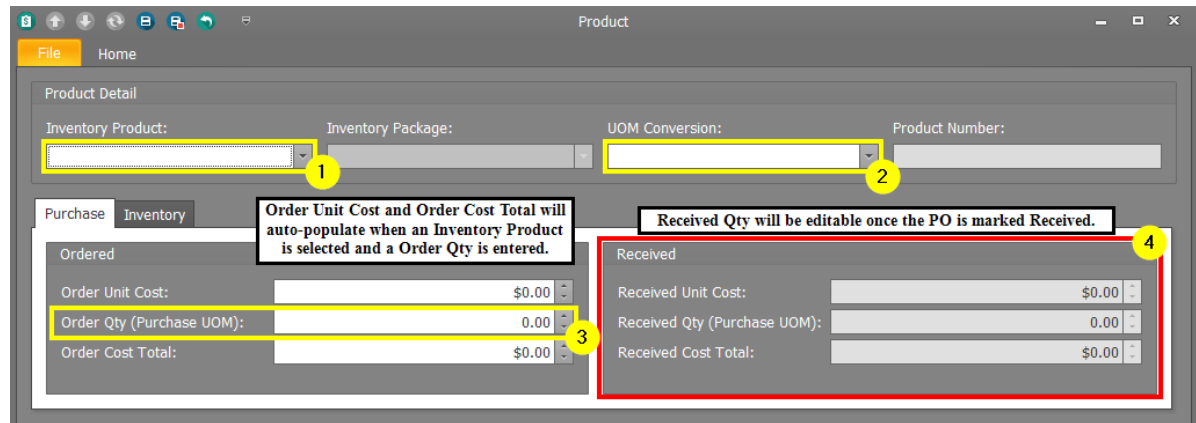 Product
File Home
Product Detail
Inventory Product: Inventory Package: UOM Conversion: Product Number:
1
2
Purchase Inventory
Order Unit Cost and Order Cost Total will
auto-populate when an Inventory Product
is selected and a Order Qty is entered.
Received Qty will be editable once the PO is marked Received.
4
Ordered
Order Unit Cost: $0.00
Order Qty (Purchase UOM): 0.00
3
Order Cost Total: $0.00
Received
Received Unit Cost: $0.00
Received Qty (Purchase UOM): 0.00
Received Cost Total: $0.00